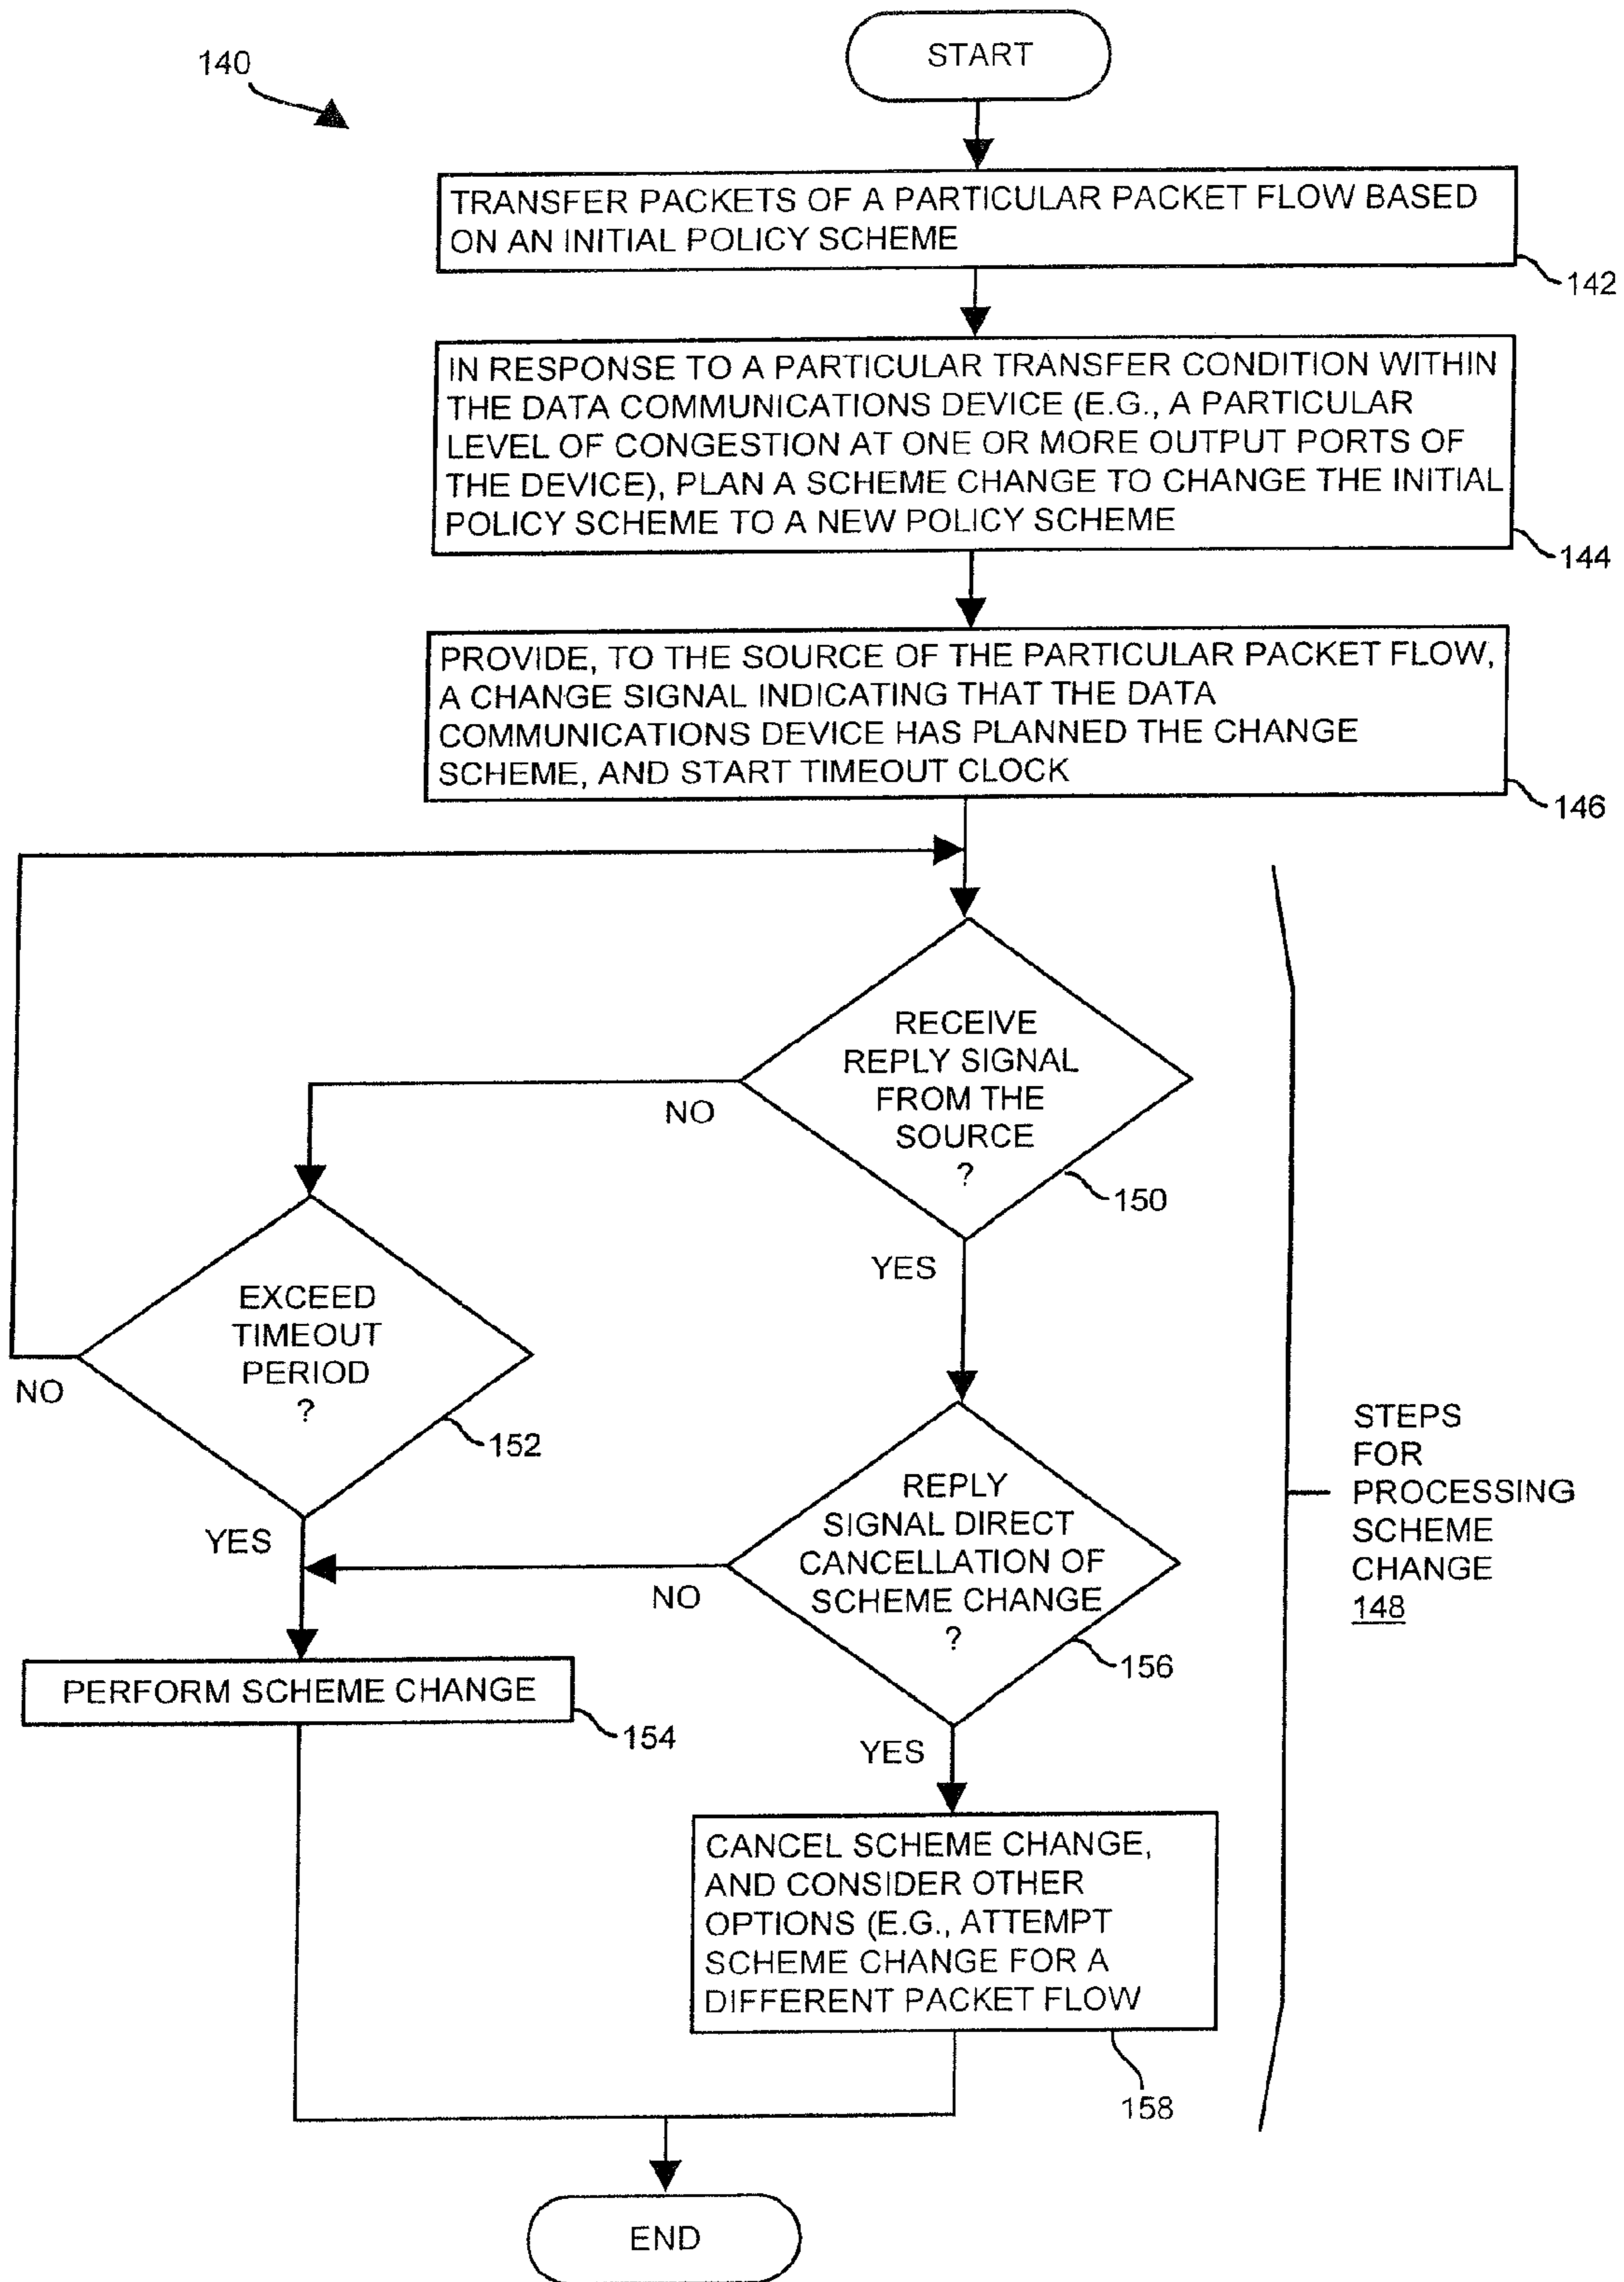 START
140
TRANSFER PACKETS OF A PARTICULAR PACKET FLOW BASED
ON AN INITIAL POLICY SCHEME
142
IN RESPONSE TO A PARTICULAR TRANSFER CONDITION WITHIN
THE DATA COMMUNICATIONS DEVICE (E.G., A PARTICULAR
LEVEL OF CONGESTION AT ONE OR MORE OUTPUT PORTS OF
THE DEVICE), PLAN A SCHEME CHANGE TO CHANGE THE INITIAL
POLICY SCHEME TO A NEW POLICY SCHEME
144
PROVIDE, TO THE SOURCE OF THE PARTICULAR PACKET FLOW,
A CHANGE SIGNAL INDICATING THAT THE DATA
COMMUNICATIONS DEVICE HAS PLANNED THE CHANGE
SCHEME, AND START TIMEOUT CLOCK
146
RECEIVE
REPLY SIGNAL
FROM THE
SOURCE
?
150
NO
YES
EXCEED
TIMEOUT
PERIOD
?
152
NO
YES
REPLY
SIGNAL DIRECT
CANCELLATION OF
SCHEME CHANGE
?
156
NO
YES
STEPS
FOR
PROCESSING
SCHEME
CHANGE
148
PERFORM SCHEME CHANGE
154
CANCEL SCHEME CHANGE,
AND CONSIDER OTHER
OPTIONS (E.G., ATTEMPT
SCHEME CHANGE FOR A
DIFFERENT PACKET FLOW
158
END